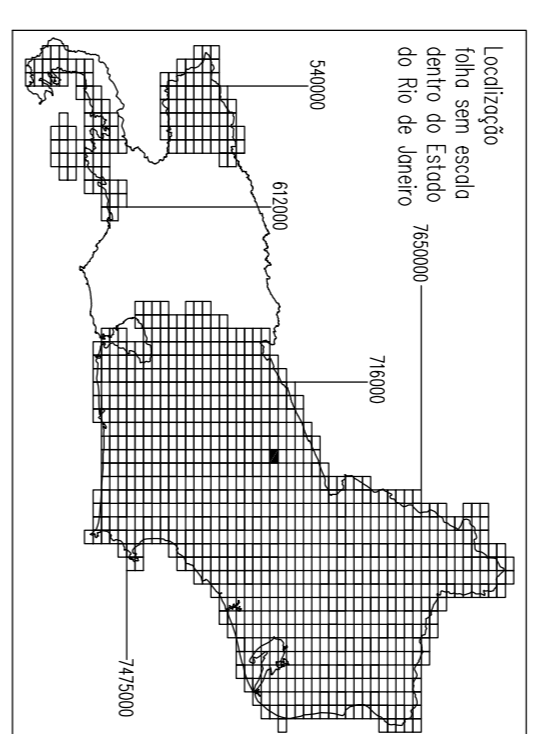 Localização
folha sem escala
dentro do Estado
do Rio de Janeiro
540000
612000
7650000
716000
7475000